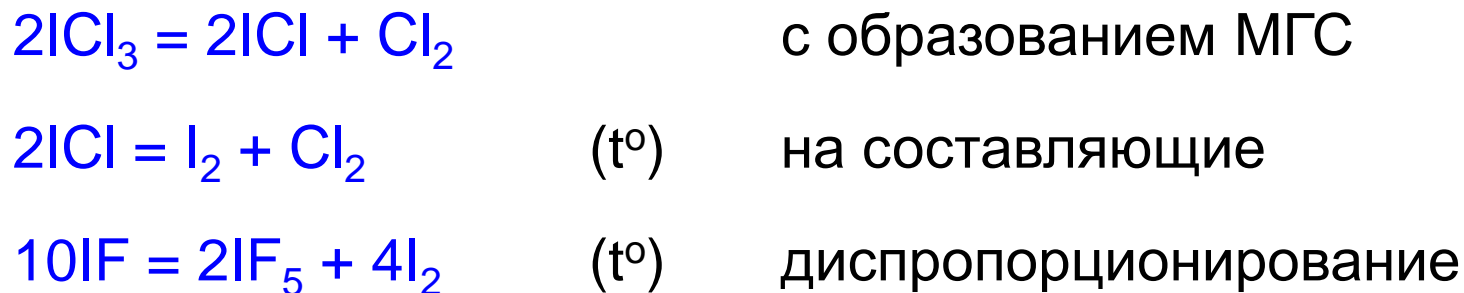 2ICl₃ = 2ICl + Cl₂ с образованием МГС
2ICl = I₂ + Cl₂ (tº) на составляющие
10IF = 2IF₅ + 4I₂ (tº) диспропорционирование